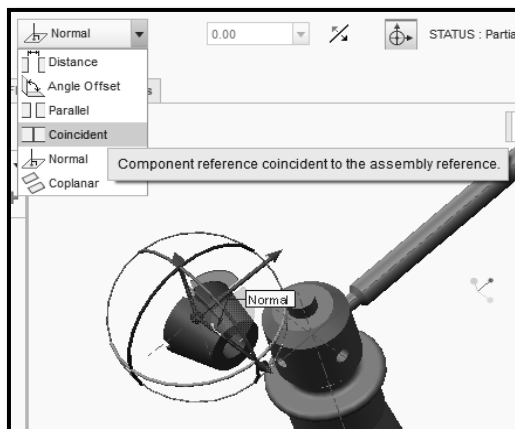 Normal
0.00
STATUS : Partia
Distance
Angle Offset
s
Parallel
Coincident
Normal
Component reference coincident to the assembly reference.
Coplanar
Normal